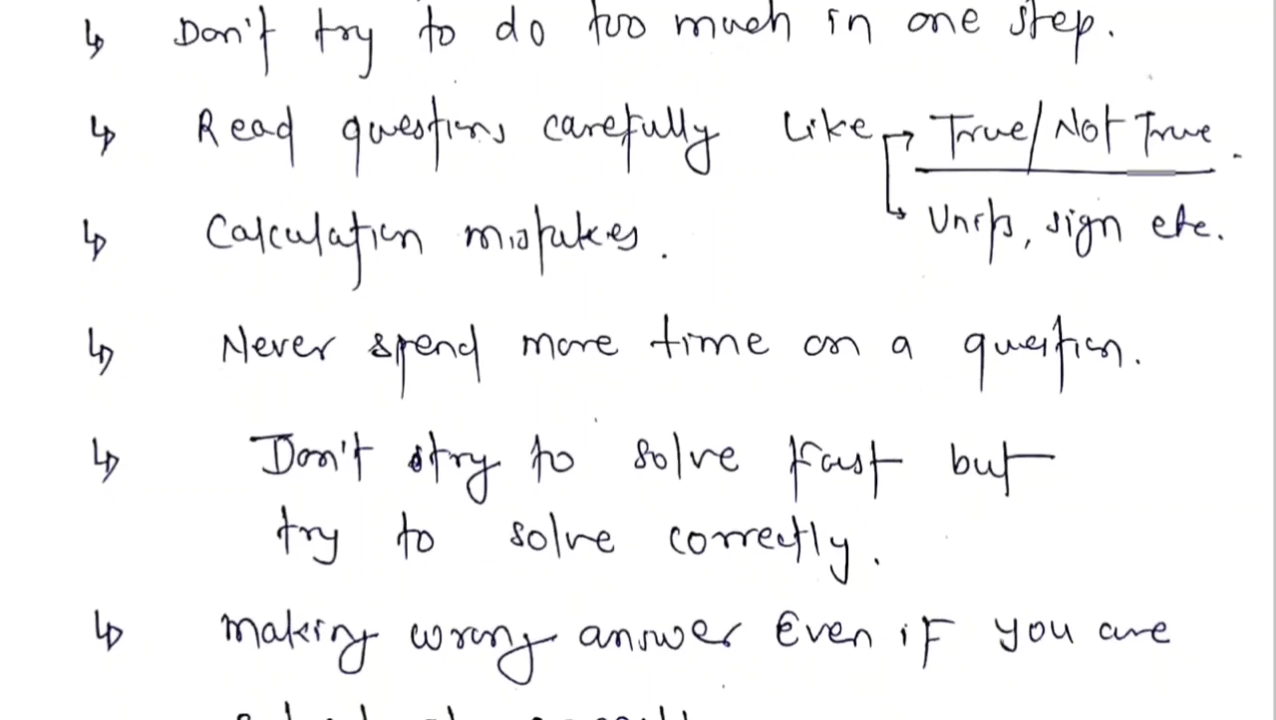 ↳ Don't try to do too much in one step.
↳ Read questions carefully like → True/Not True.
↳ Units, sign etc.
↳ Calculation mistakes.
↳ Never spend more time on a question.
↳ Don't try to solve fast but
try to solve correctly.
↳ making wrong answer Even if you are